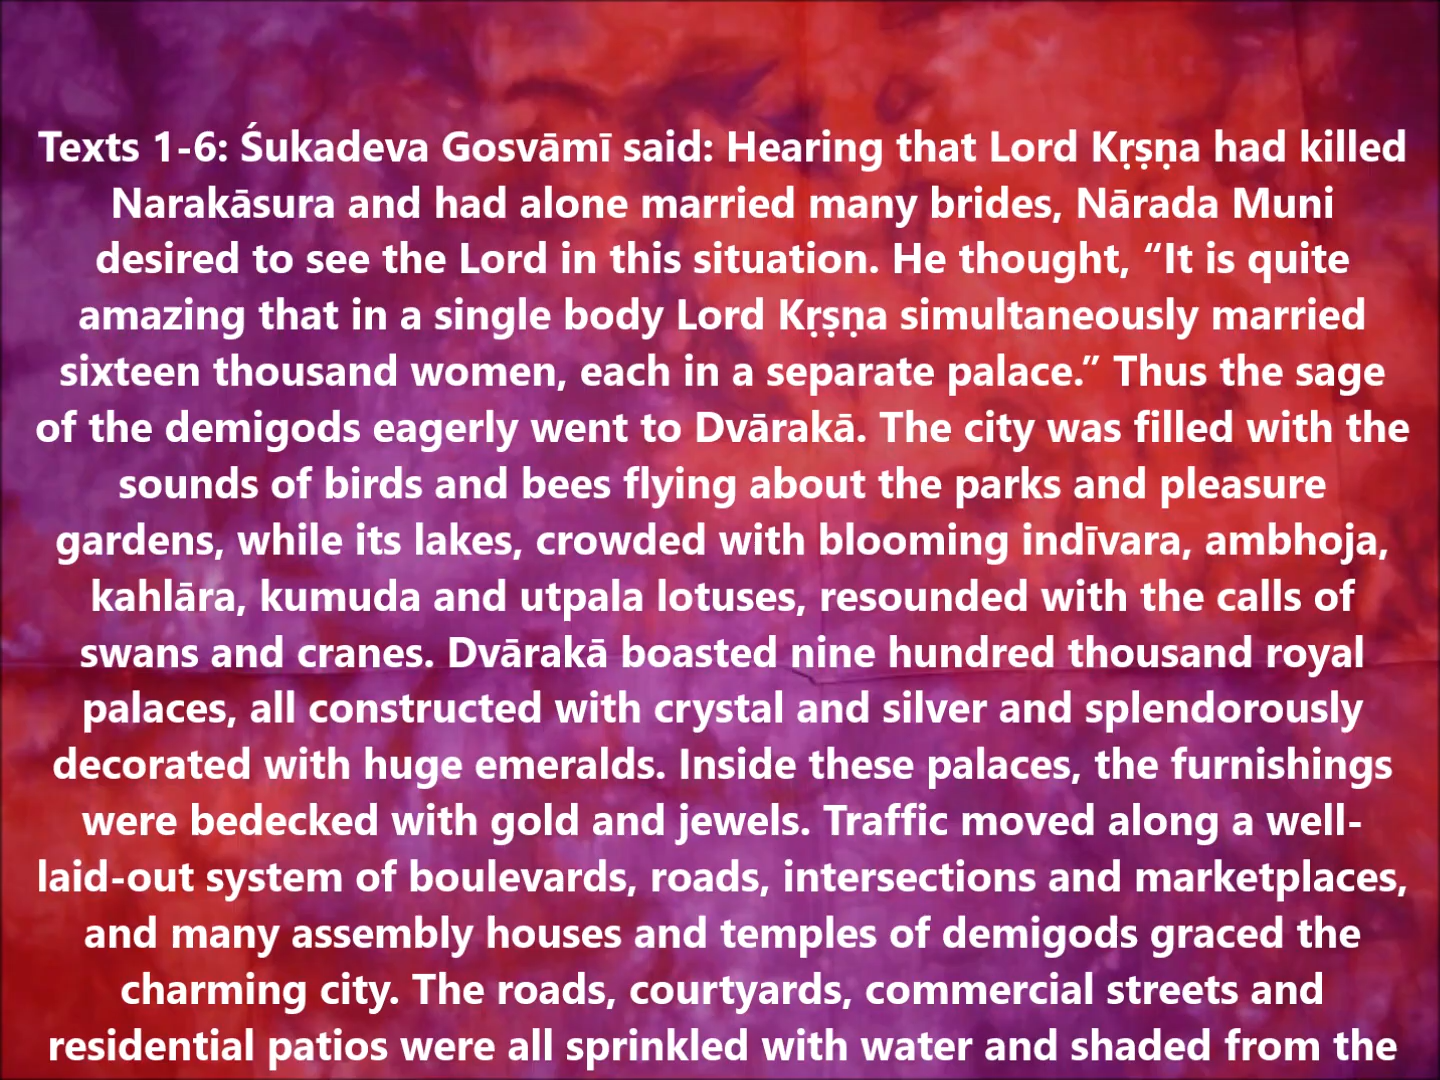 Texts 1-6: Śukadeva Gosvāmī said: Hearing that Lord Kṛṣṇa had killed
Narakāsura and had alone married many brides, Nārada Muni
desired to see the Lord in this situation. He thought, “It is quite
amazing that in a single body Lord Kṛṣṇa simultaneously married
sixteen thousand women, each in a separate palace.” Thus the sage
of the demigods eagerly went to Dvārakā. The city was filled with the
sounds of birds and bees flying about the parks and pleasure
gardens, while its lakes, crowded with blooming indīvara, ambhoja,
kahlāra, kumuda and utpala lotuses, resounded with the calls of
swans and cranes. Dvārakā boasted nine hundred thousand royal
palaces, all constructed with crystal and silver and splendorously
decorated with huge emeralds. Inside these palaces, the furnishings
were bedecked with gold and jewels. Traffic moved along a well-
laid-out system of boulevards, roads, intersections and marketplaces,
and many assembly houses and temples of demigods graced the
charming city. The roads, courtyards, commercial streets and
residential patios were all sprinkled with water and shaded from the